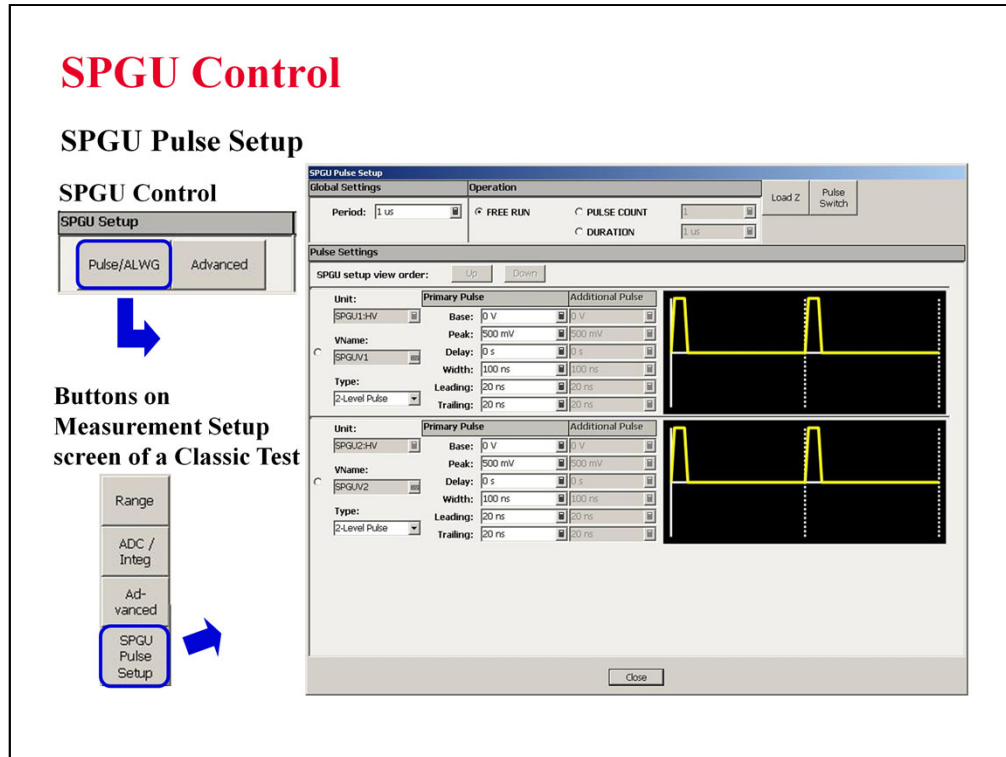 SPGU Control
SPGU Pulse Setup
SPGU Control
SPGU Setup
Pulse/ALWG Advanced
Buttons on
Measurement Setup
screen of a Classic Test
Range
ADC /
Integ
Ad-
vanced
SPGU
Pulse
Setup
SPGU Pulse Setup
Global Settings Operation
Period: 1 us FREE RUN PULSE COUNT 1
DURATION 1 us
Load Z Pulse
Switch
Pulse Settings
SPGU setup view order: Up Down
Unit: Primary Pulse Additional Pulse
SPGU1:HV Base: 0 V 0 V
Peak: 500 mV 500 mV
VName:
SPGUV1 Delay: 0 s 0 s
Width: 100 ns 100 ns
Type: Leading: 20 ns 20 ns
2-Level Pulse Trailing: 20 ns 20 ns
Unit: Primary Pulse Additional Pulse
SPGU2:HV Base: 0 V 0 V
Peak: 500 mV 500 mV
VName:
SPGUV2 Delay: 0 s 0 s
Width: 100 ns 100 ns
Type: Leading: 20 ns 20 ns
2-Level Pulse Trailing: 20 ns 20 ns
Close